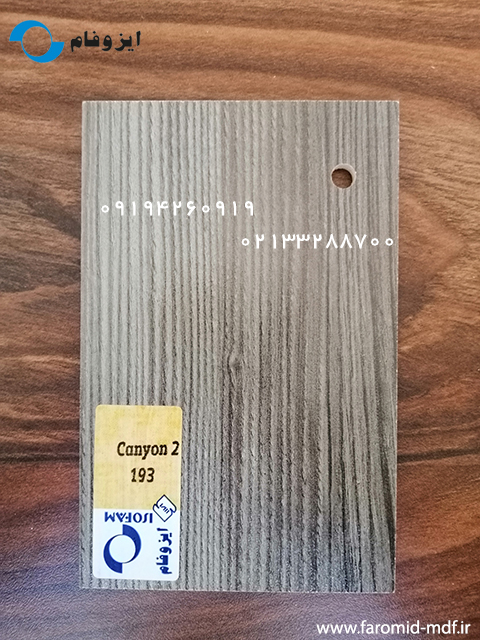 ایزوفام
۰۹۱۹۴۲۶۰۹۱۹
۰۲۱۳۳۲۸۸۷۰۰
Canyon 2
193
ISOFAM
ایزوفام
www.faromid-mdf.ir